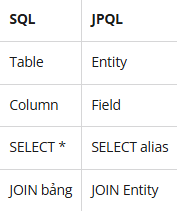 SQL JPQL
Table Entity
Column Field
SELECT * SELECT alias
JOIN bảng JOIN Entity